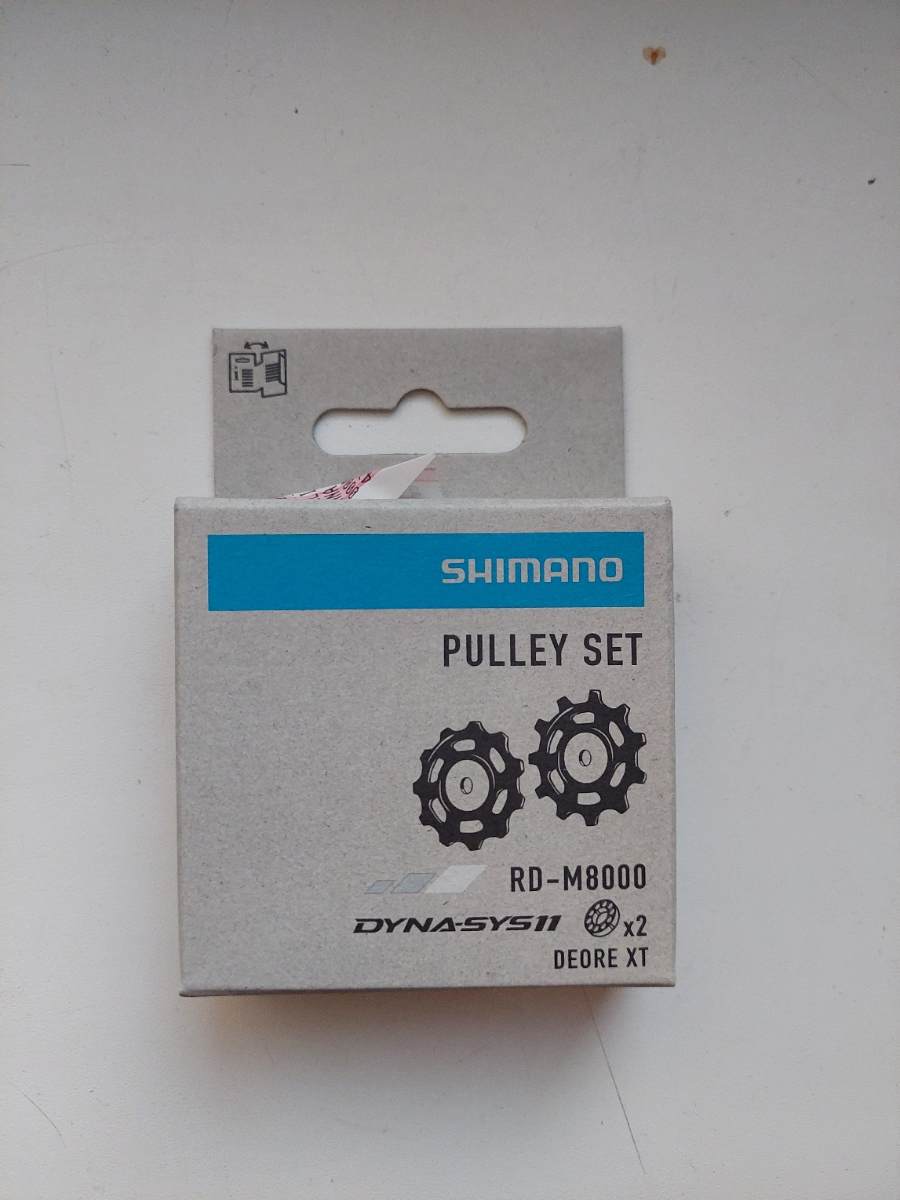 SHIMANO
PULLEY SET
RD-M8000
DYNA-SYS11
x2
DEORE XT